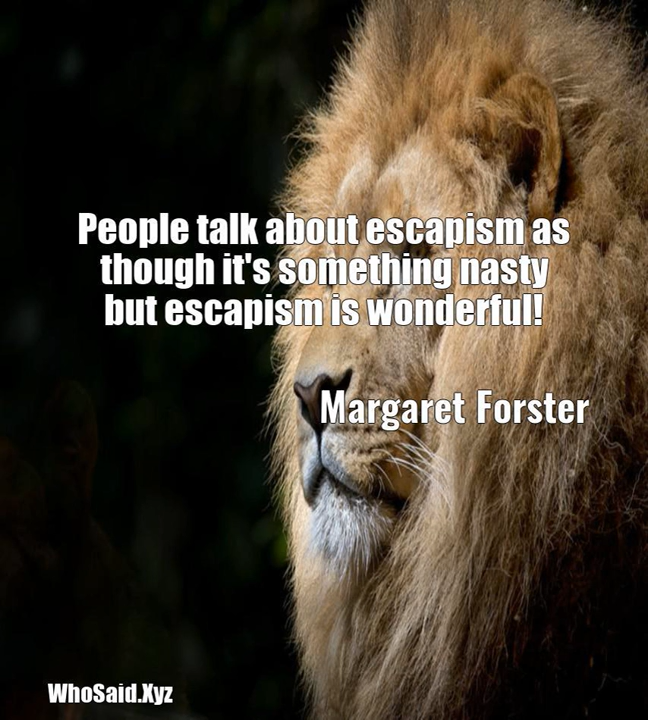 People talk about escapism as
though it's something nasty
but escapism is wonderful!
Margaret Forster
WhoSaid.Xyz